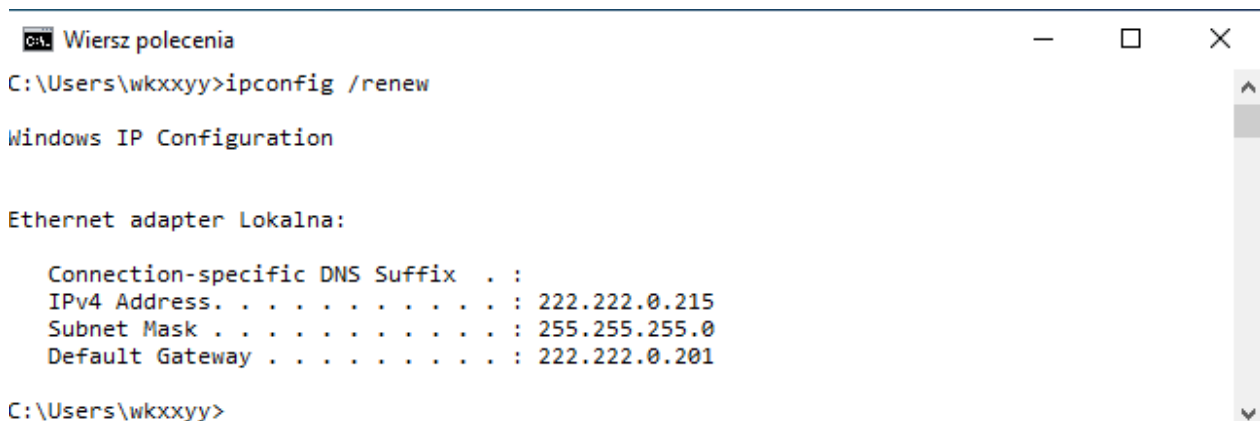 Wiersz polecenia
C:\Users\wkxxyy>ipconfig /renew
Windows IP Configuration
Ethernet adapter Lokalna:
Connection-specific DNS Suffix  . :
IPv4 Address. . . . . . . . . . . : 222.222.0.215
Subnet Mask . . . . . . . . . . . : 255.255.255.0
Default Gateway . . . . . . . . . : 222.222.0.201
C:\Users\wkxxyy>